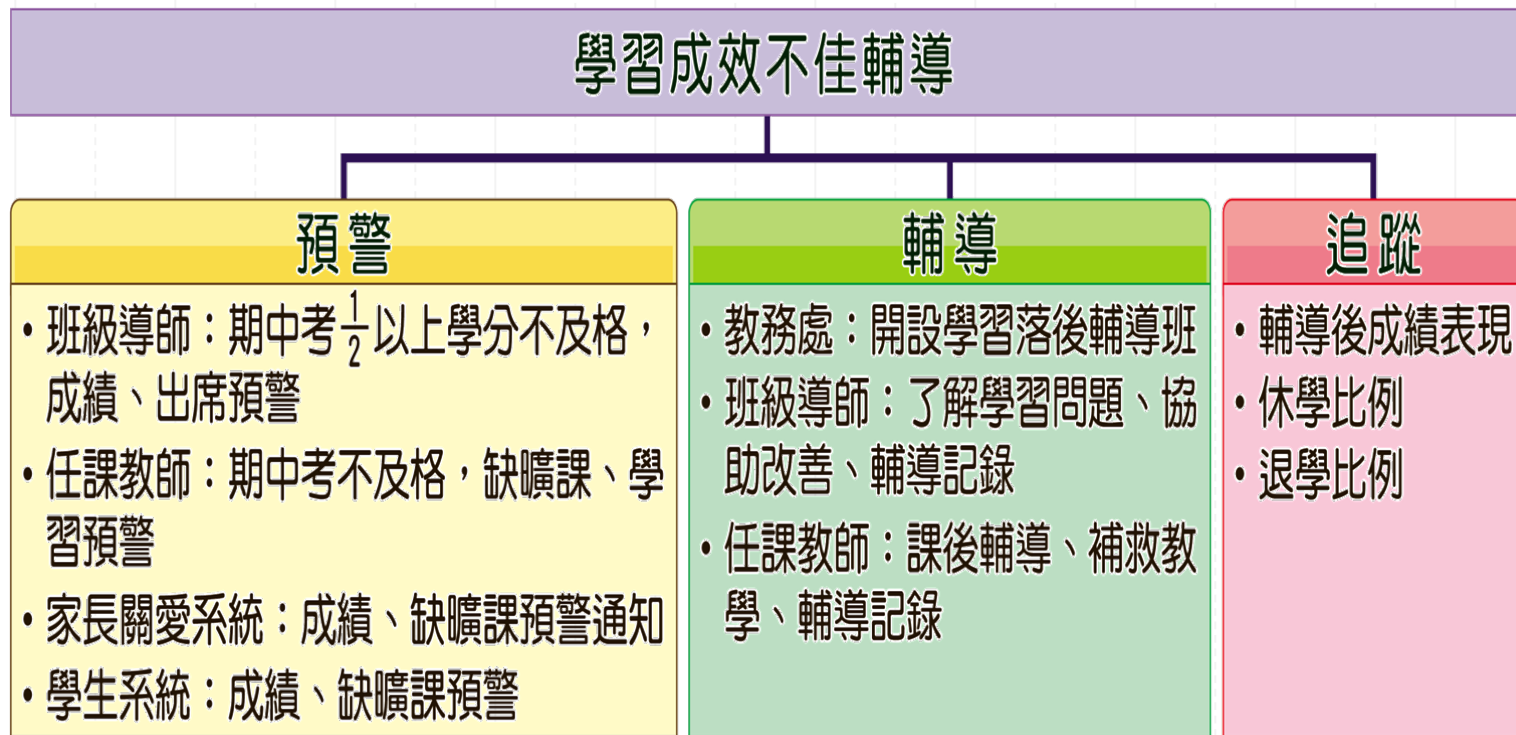 學習成效不佳輔導
預警
• 班級導師：期中考½以上學分不及格，
成績、出席預警
• 任課教師：期中考不及格，缺曠課、學
習預警
• 家長關愛系統：成績、缺曠課預警通知
• 學生系統：成績、缺曠課預警
輔導
• 教務處：開設學習落後輔導班
• 班級導師：了解學習問題、協
助改善、輔導記錄
• 任課教師：課後輔導、補救教
學、輔導記錄
追蹤
• 輔導後成績表現
• 休學比例
• 退學比例